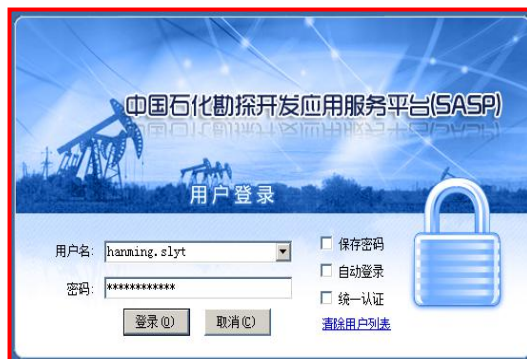 中国石化勘探开发应用服务平台(SASP)
用户登录
用户名: hanming.slyt
保存密码
自动登录
密码: ************
统一认证
登录(O) 取消(C)
清除用户列表